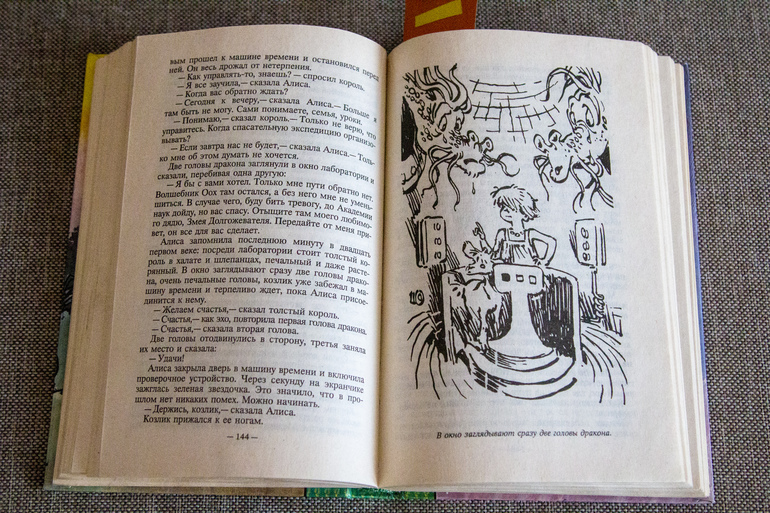 вым прошел к машине времени и остановился перед
ней. Он весь дрожал от нетерпения.
— Как управлять-то, знаешь? — спросил король.
— Я все заучила,— сказала Алиса.
— Когда вас обратно ждать?
— Сегодня к вечеру,— сказала Алиса.— Больше я
там быть не могу. Сами понимаете, семья, уроки.
— Понимаю,— сказал король.— Только не верю, что
управитесь. Когда спасательную экспедицию организо-
вывать?
— Если завтра нас не будет,— сказала Алиса.— Толь-
ко мне об этом думать не хочется.
Две головы дракона заглянули в окно лаборатории и
сказали, перебивая одна другую:
— Я бы с вами хотел. Только мне пути обратно нет,
Волшебник Оох там остался, а без него мне не умень-
шиться. В случае чего, буду бить тревогу, до Академии
наук дойду, но вас спасу. Отыщите там моего любимо-
го дядю, Змея Долгожевателя. Передайте от меня при-
вет, он все для вас сделает.
Алиса запомнила последнюю минуту в двадцать
первом веке: посреди лаборатории стоит толстый ко-
роль в халате и шлепанцах, печальный и даже расте-
рянный. В окно заглядывают сразу две головы драко-
на, очень печальные головы, козлик уже забежал в ма-
шину времени и терпеливо ждет, пока Алиса присое-
динится к нему.
— Желаем счастья,— сказал толстый король.
— Счастья,— как эхо, повторила первая голова дракона.
— Счастья,— сказала вторая голова.
Две головы отодвинулись в сторону, третья заняла
их место и сказала:
— Удачи!
Алиса закрыла дверь в машину времени и включила
проверочное устройство. Через секунду на экранчике
зажглась зеленая звездочка. Это значило, что в про-
шлом нет никаких помех. Можно начинать.
— Держись, козлик,— сказала Алиса.
Козлик прижался к ее ногам.
— 144 —
В окно заглядывают сразу две головы дракона.